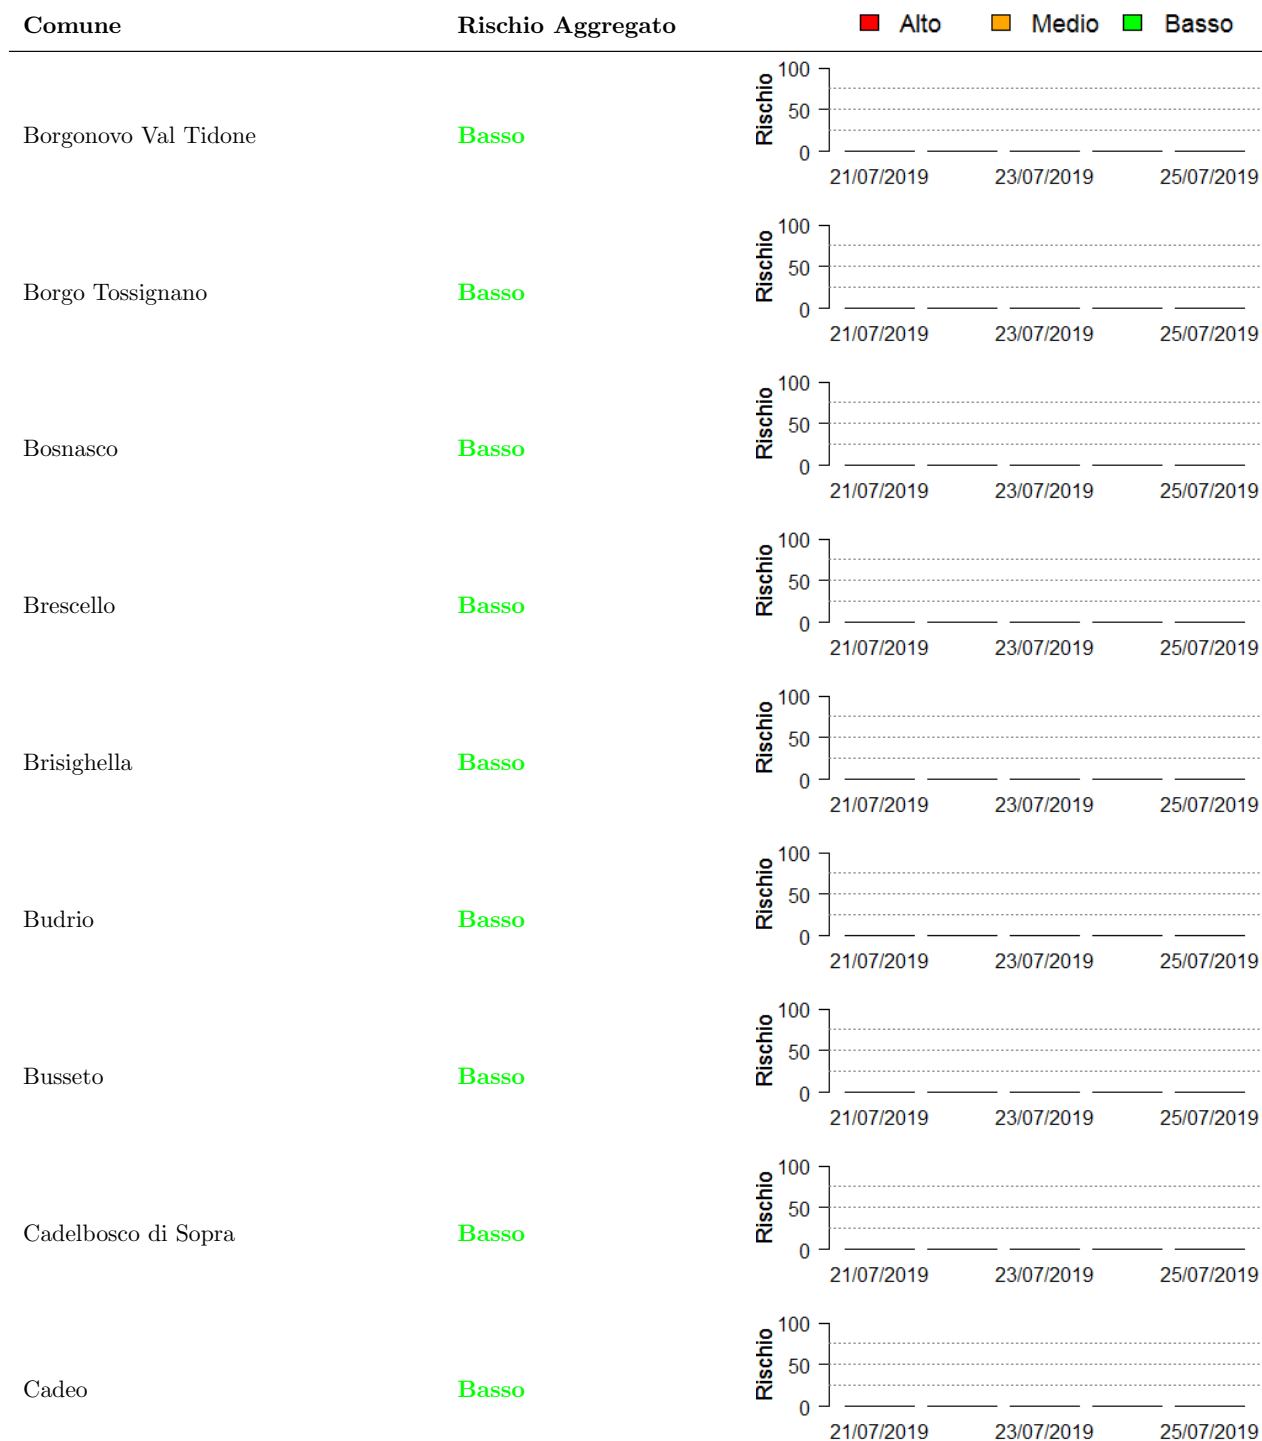 Comune Rischio Aggregato Alto Medio Basso
Borgonovo Val Tidone Basso
Rischio
100
50
0
21/07/2019 23/07/2019 25/07/2019
Borgo Tossignano Basso
Rischio
100
50
0
21/07/2019 23/07/2019 25/07/2019
Bosnasco Basso
Rischio
100
50
0
21/07/2019 23/07/2019 25/07/2019
Brescello Basso
Rischio
100
50
0
21/07/2019 23/07/2019 25/07/2019
Brisighella Basso
Rischio
100
50
0
21/07/2019 23/07/2019 25/07/2019
Budrio Basso
Rischio
100
50
0
21/07/2019 23/07/2019 25/07/2019
Busseto Basso
Rischio
100
50
0
21/07/2019 23/07/2019 25/07/2019
Cadelbosco di Sopra Basso
Rischio
100
50
0
21/07/2019 23/07/2019 25/07/2019
Cadeo Basso
Rischio
100
50
0
21/07/2019 23/07/2019 25/07/2019